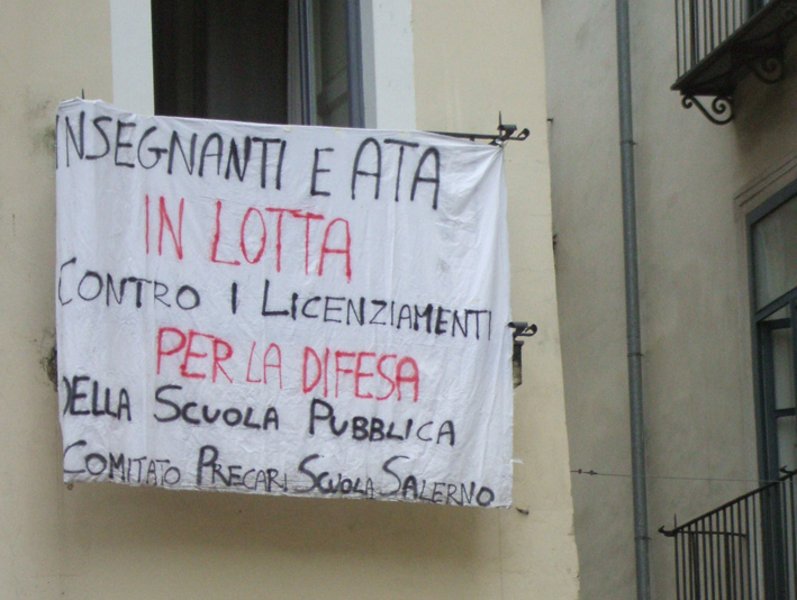 INSEGNANTI E ATA
IN LOTTA
CONTRO I LICENZIAMENTI
PER LA DIFESA
DELLA SCUOLA PUBBLICA
COMITATO PRECARI SCUOLA SALERNO